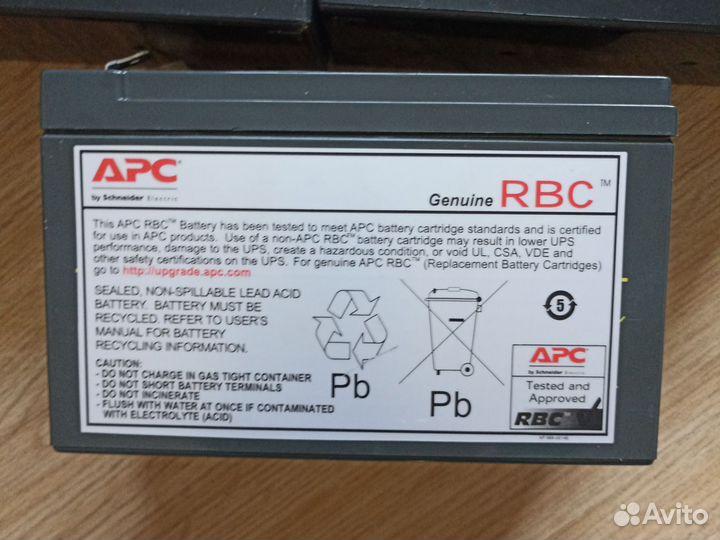 APC
by Schneider Electric
Genuine RBC™
This APC RBC™ Battery has been tested to meet APC battery cartridge standards and is certified
for use in APC products. Use of a non-APC RBC™ battery cartridge may result in lower UPS
performance, damage to the UPS, create a hazardous condition, or void UL, CSA, VDE and
other safety certifications on the UPS. For genuine APC RBC™ (Replacement Battery Cartridges)
go to http://upgrade.apc.com
SEALED, NON-SPILLABLE LEAD ACID
BATTERY. BATTERY MUST BE
RECYCLED. REFER TO USER'S
MANUAL FOR BATTERY
RECYCLING INSTRUCTIONS.
CAUTION:
- DO NOT CHARGE IN GAS TIGHT CONTAINER
- DO NOT SHORT BATTERY TERMINALS
- DO NOT INCINERATE
- FLUSH WITH WATER AT ONCE IF CONTAMINATED
WITH ELECTROLYTE (ACID)
Pb
Pb
5
APC
by Schneider Electric
Tested and
Approved
RBC
Avito